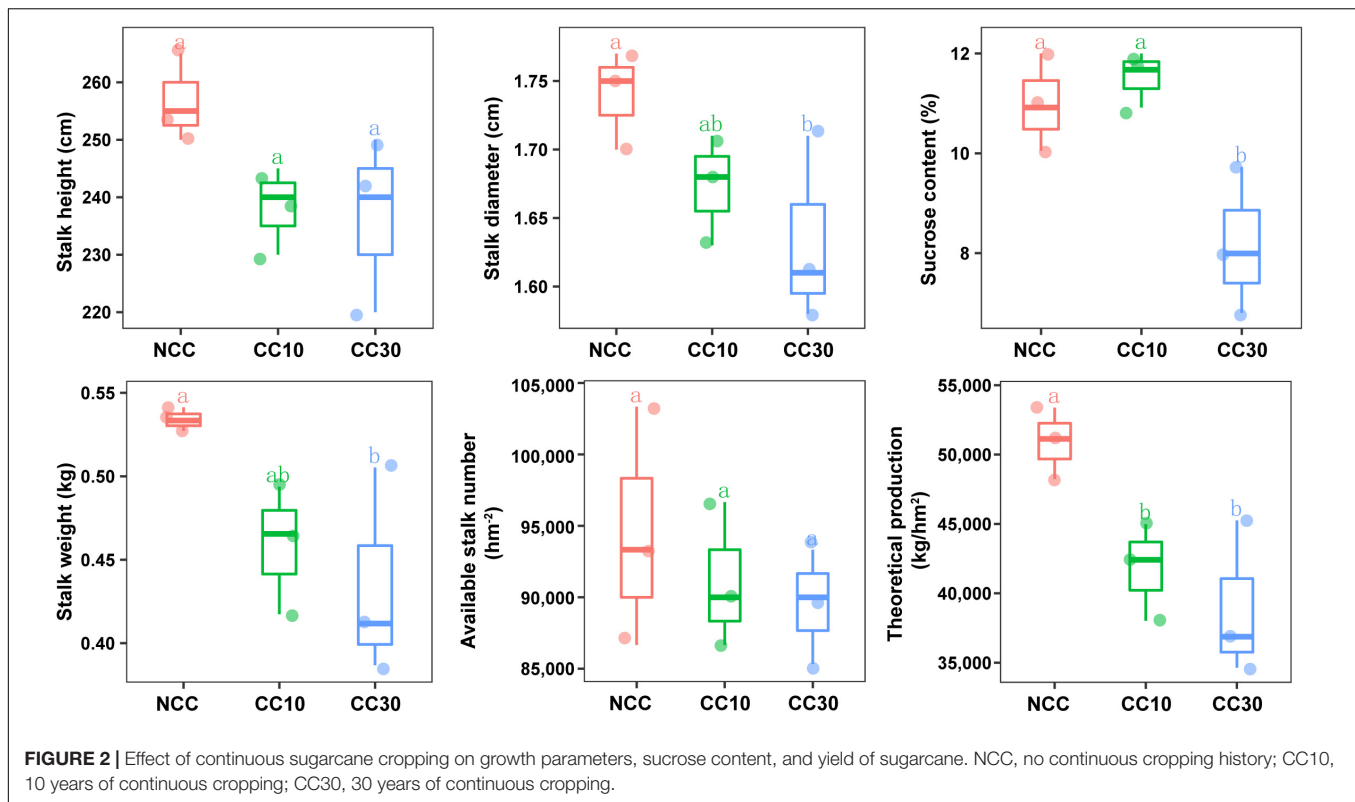 a
a
a
260
250
240
230
220
Stalk height (cm)
NCC CC10 CC30
a
ab
b
1.75
1.70
1.65
1.60
Stalk diameter (cm)
NCC CC10 CC30
a
a
b
12
10
8
Sucrose content (%)
NCC CC10 CC30
a
ab
b
0.55
0.50
0.45
0.40
Stalk weight (kg)
NCC CC10 CC30
a
a
a
105,000
100,000
95,000
90,000
85,000
Available stalk number
(hm⁻²)
NCC CC10 CC30
a
b
b
55,000
50,000
45,000
40,000
35,000
Theoretical production
(kg/hm²)
NCC CC10 CC30
FIGURE 2 | Effect of continuous sugarcane cropping on growth parameters, sucrose content, and yield of sugarcane. NCC, no continuous cropping history; CC10,
10 years of continuous cropping; CC30, 30 years of continuous cropping.